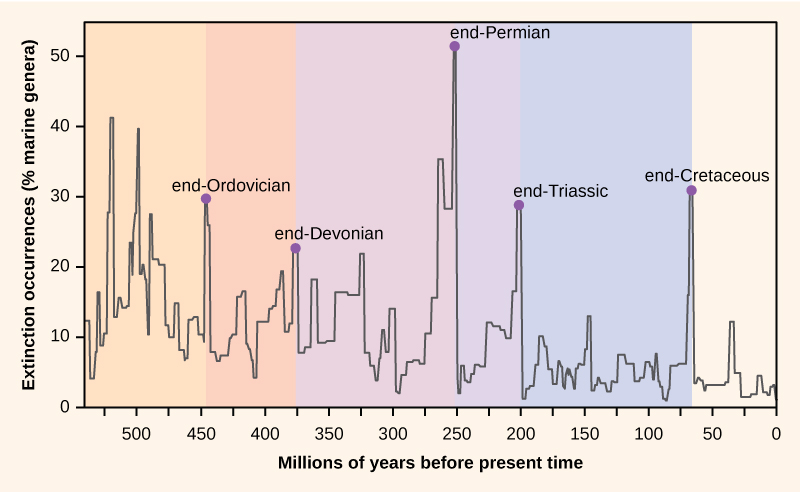 end-Permian
50
40
end-Cretaceous
end-Ordovician
end-Triassic
30
end-Devonian
20
10
0
Extinction occurrences (% marine genera)
500 450 400 350 300 250 200 150 100 50 0
Millions of years before present time